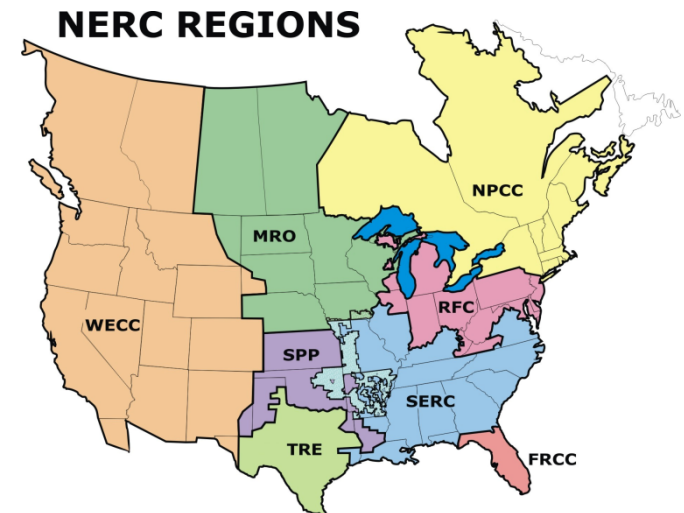 NERC REGIONS
NPCC
MRO
RFC
WECC
SPP
SERC
TRE
FRCC